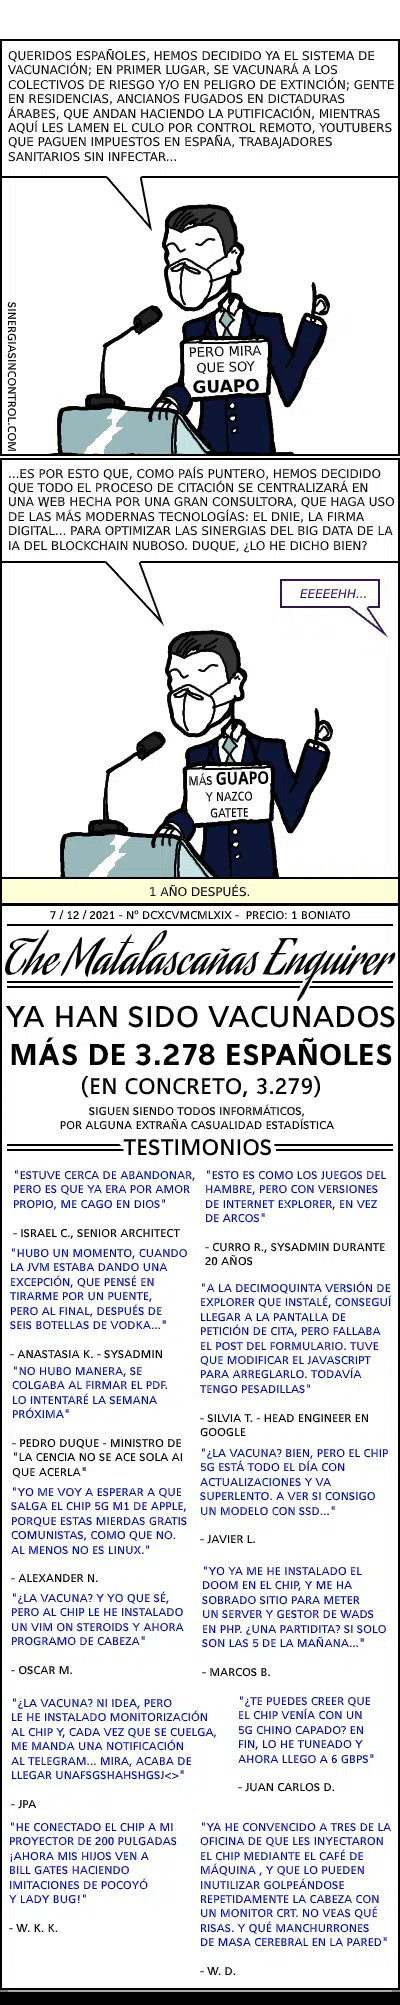 QUERIDOS ESPAÑOLES, HEMOS DECIDIDO YA EL SISTEMA DE
VACUNACIÓN; EN PRIMER LUGAR, SE VACUNARÁ A LOS
COLECTIVOS DE RIESGO Y/O EN PELIGRO DE EXTINCIÓN; GENTE
EN RESIDENCIAS, ANCIANOS FUGADOS EN DICTADURAS
ÁRABES, QUE ANDAN HACIENDO LA PUTIFICACIÓN, MIENTRAS
AQUÍ LES LAMEN EL CULO POR CONTROL REMOTO, YOUTUBERS
QUE PAGUEN IMPUESTOS EN ESPAÑA, TRABAJADORES
SANITARIOS SIN INFECTAR...
SINERGIASINCONTROL.COM
PERO MIRA
QUE SOY
GUAPO
...ES POR ESTO QUE, COMO PAÍS PUNTERO, HEMOS DECIDIDO
QUE TODO EL PROCESO DE CITACIÓN SE CENTRALIZARÁ EN
UNA WEB HECHA POR UNA GRAN CONSULTORA, QUE HAGA USO
DE LAS MÁS MODERNAS TECNOLOGÍAS: EL DNIE, LA FIRMA
DIGITAL... PARA OPTIMIZAR LAS SINERGIAS DEL BIG DATA DE LA
IA DEL BLOCKCHAIN NUBOSO. DUQUE, ¿LO HE DICHO BIEN?
EEEEEHH...
MÁS GUAPO
Y NAZCO
GATETE
1 AÑO DESPUÉS.
7 / 12 / 2021 - Nº DCXCVMCMLXIX - PRECIO: 1 BONIATO
The Matalascañas Enquirer
YA HAN SIDO VACUNADOS
MÁS DE 3.278 ESPAÑOLES
(EN CONCRETO, 3.279)
SIGUEN SIENDO TODOS INFORMÁTICOS,
POR ALGUNA EXTRAÑA CASUALIDAD ESTADÍSTICA
TESTIMONIOS
"ESTUVE CERCA DE ABANDONAR,
PERO ES QUE YA ERA POR AMOR
PROPIO, ME CAGO EN DIOS"
- ISRAEL C., SENIOR ARCHITECT
"HUBO UN MOMENTO, CUANDO
LA JVM ESTABA DANDO UNA
EXCEPCIÓN, QUE PENSÉ EN
TIRARME POR UN PUENTE,
PERO AL FINAL, DESPUÉS DE
SEIS BOTELLAS DE VODKA..."
- ANASTASIA K. - SYSADMIN
"NO HUBO MANERA, SE
COLGABA AL FIRMAR EL PDF.
LO INTENTARÉ LA SEMANA
PRÓXIMA"
- PEDRO DUQUE - MINISTRO DE
"LA CENCIA NO SE ACE SOLA AI
QUE ACERLA"
"YO ME VOY A ESPERAR A QUE
SALGA EL CHIP 5G M1 DE APPLE,
PORQUE ESTAS MIERDAS GRATIS
COMUNISTAS, COMO QUE NO.
AL MENOS NO ES LINUX."
- ALEXANDER N.
"¿LA VACUNA? Y YO QUE SÉ,
PERO AL CHIP LE HE INSTALADO
UN VIM ON STEROIDS Y AHORA
PROGRAMO DE CABEZA"
- OSCAR M.
"¿LA VACUNA? NI IDEA, PERO
LE HE INSTALADO MONITORIZACIÓN
AL CHIP Y, CADA VEZ QUE SE CUELGA,
ME MANDA UNA NOTIFICACIÓN
AL TELEGRAM... MIRA, ACABA DE
LLEGAR UNAFSGSHAHSHGSJ<>"
- JPA
"HE CONECTADO EL CHIP A MI
PROYECTOR DE 200 PULGADAS
¡AHORA MIS HIJOS VEN A
BILL GATES HACIENDO
IMITACIONES DE POCOYÓ
Y LADY BUG!"
- W. K. K.
"ESTO ES COMO LOS JUEGOS DEL
HAMBRE, PERO CON VERSIONES
DE INTERNET EXPLORER, EN VEZ
DE ARCOS"
- CURRO R., SYSADMIN DURANTE
20 AÑOS
"A LA DECIMOQUINTA VERSIÓN DE
EXPLORER QUE INSTALÉ, CONSEGUÍ
LLEGAR A LA PANTALLA DE
PETICIÓN DE CITA, PERO FALLABA
EL POST DEL FORMULARIO. TUVE
QUE MODIFICAR EL JAVASCRIPT
PARA ARREGLARLO. TODAVÍA
TENGO PESADILLAS"
- SILVIA T. - HEAD ENGINEER EN
GOOGLE
"¿LA VACUNA? BIEN, PERO EL CHIP
5G ESTÁ TODO EL DÍA CON
ACTUALIZACIONES Y VA
SUPERLENTO. A VER SI CONSIGO
UN MODELO CON SSD..."
- JAVIER L.
"YO YA ME HE INSTALADO EL
DOOM EN EL CHIP, Y ME HA
SOBRADO SITIO PARA METER
UN SERVER Y GESTOR DE WADS
EN PHP. ¿UNA PARTIDITA? SI SOLO
SON LAS 5 DE LA MAÑANA..."
- MARCOS B.
"¿TE PUEDES CREER QUE
EL CHIP VENÍA CON UN
5G CHINO CAPADO? EN
FIN, LO HE TUNEADO Y
AHORA LLEGO A 6 GBPS"
- JUAN CARLOS D.
"YA HE CONVENCIDO A TRES DE LA
OFICINA DE QUE LES INYECTARON
EL CHIP MEDIANTE EL CAFÉ DE
MÁQUINA , Y QUE LO PUEDEN
INUTILIZAR GOLPEÁNDOSE
REPETIDAMENTE LA CABEZA CON
UN MONITOR CRT. NO VEAS QUÉ
RISAS. Y QUÉ MANCHURRONES
DE MASA CEREBRAL EN LA PARED"
- W. D.